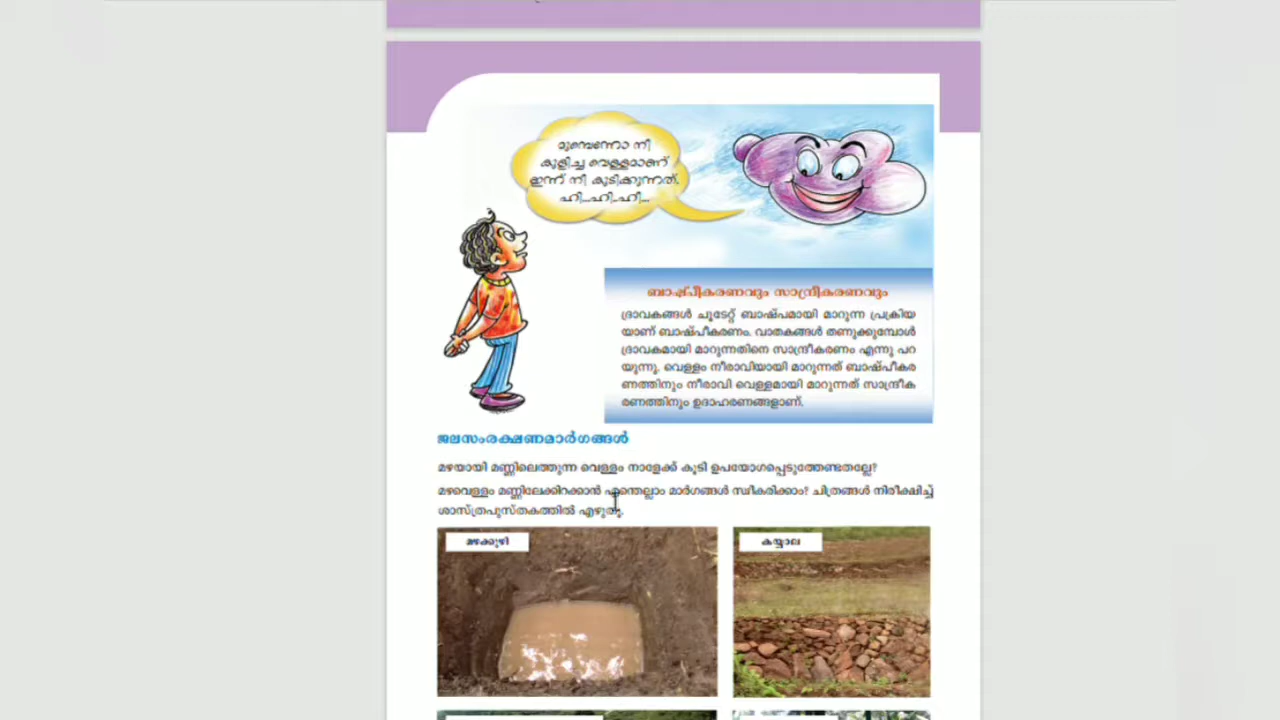 മുമ്പെന്നോ നീ
കുളിച്ച വെള്ളമാണ്
ഇന്ന് നീ കുടിക്കുന്നത്.
ഹി...ഹി..ഹീ...
ബാഷ്പീകരണവും സാന്ദ്രീകരണവും
ദ്രാവകങ്ങൾ ചൂടേറ്റ് ബാഷ്പമായി മാറുന്ന പ്രക്രിയ
യാണ് ബാഷ്പീകരണം. വാതകങ്ങൾ തണുക്കുമ്പോൾ
ദ്രാവകമായി മാറുന്നതിനെ സാന്ദ്രീകരണം എന്നു പറ
യുന്നു. വെള്ളം നീരാവിയായി മാറുന്നത് ബാഷ്പീകര
ണത്തിനും നീരാവി വെള്ളമായി മാറുന്നത് സാന്ദ്രീക
രണത്തിനും ഉദാഹരണങ്ങളാണ്.
ജലസംരക്ഷണമാർഗങ്ങൾ
മഴയായി മണ്ണിലെത്തുന്ന വെള്ളം നാളേക്ക് കൂടി ഉപയോഗപ്പെടുത്തേണ്ടതല്ലേ?
മഴവെള്ളം മണ്ണിലേക്കിറക്കാൻ എന്തെല്ലാം മാർഗങ്ങൾ സ്വീകരിക്കാം? ചിത്രങ്ങൾ നിരീക്ഷിച്ച്
ശാസ്ത്രപുസ്തകത്തിൽ എഴുതൂ.
മഴക്കുഴി
കയ്യാല